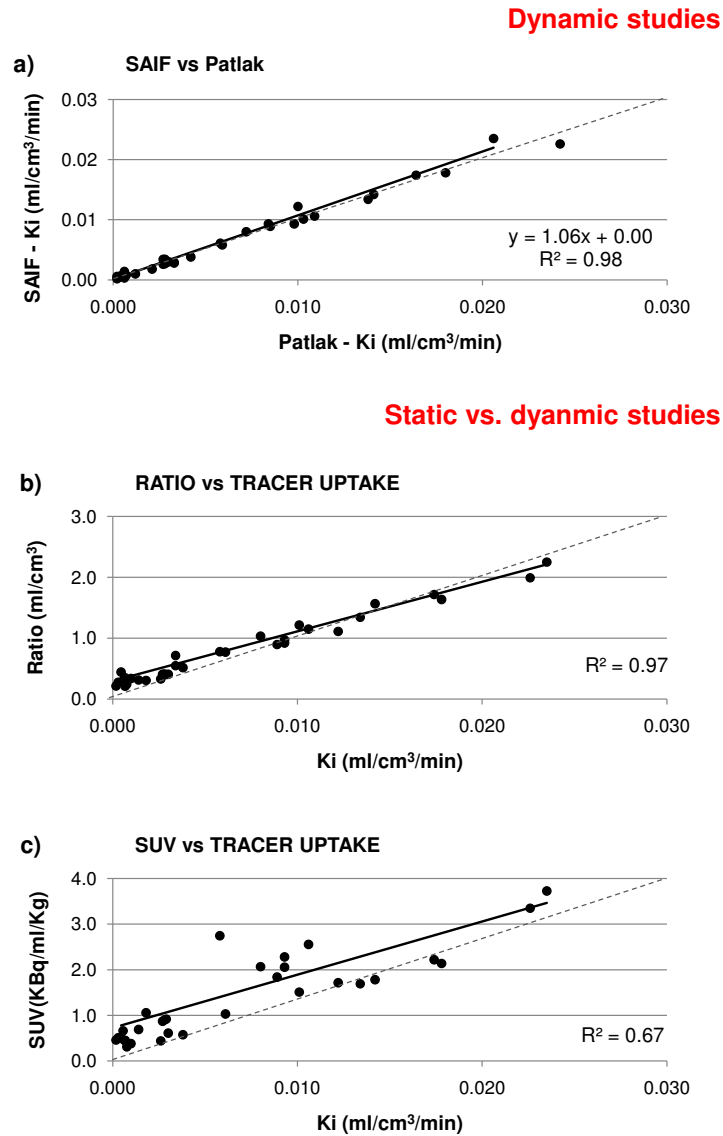 Dynamic studies
a) SAIF vs Patlak
SAIF - Ki (ml/cm³/min)
0.03
0.02
0.01
0.00
y = 1.06x + 0.00
R² = 0.98
0.000 0.010 0.020 0.030
Patlak - Ki (ml/cm³/min)
Static vs. dyanmic studies
b) RATIO vs TRACER UPTAKE
Ratio (ml/cm³)
3.0
2.0
1.0
0.0
R² = 0.97
0.000 0.010 0.020 0.030
Ki (ml/cm³/min)
c) SUV vs TRACER UPTAKE
SUV(KBq/ml/Kg)
4.0
3.0
2.0
1.0
0.0
R² = 0.67
0.000 0.010 0.020 0.030
Ki (ml/cm³/min)